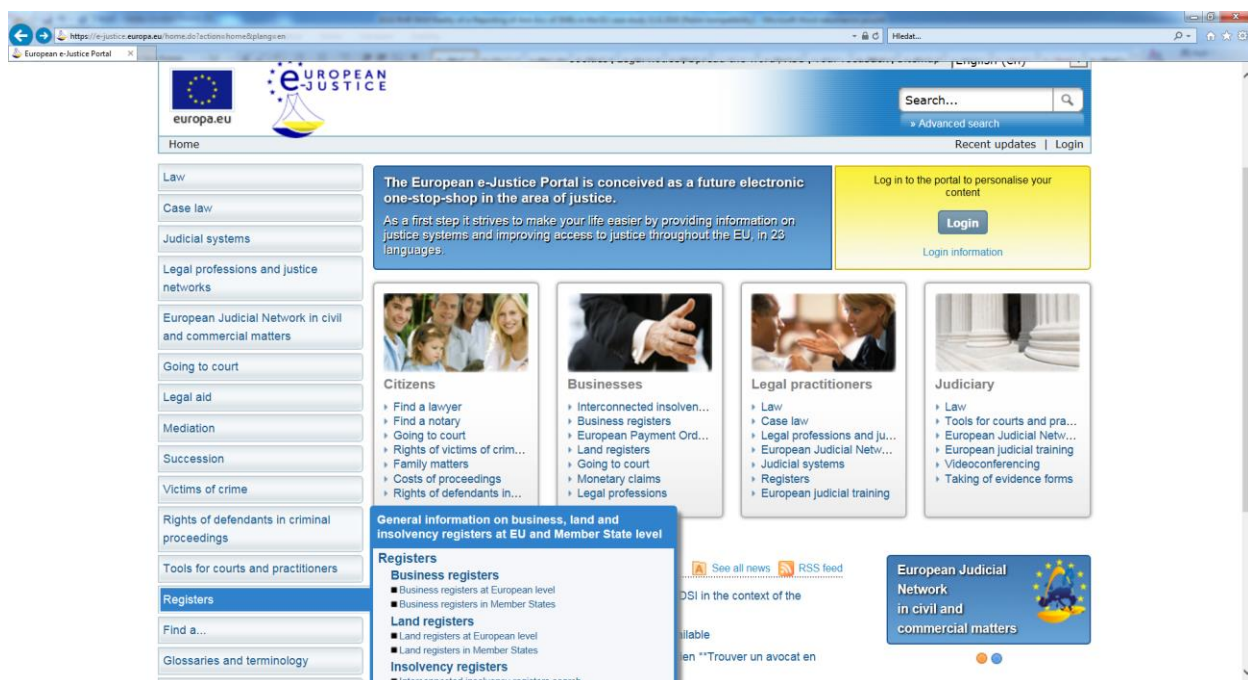 https://e-justice.europa.eu/home.do?action=home&plang=en
Hledat...
European e-Justice Portal
English (en)
europa.eu
EUROPEAN
e-JUSTICE
Search...
» Advanced search
Home
Recent updates | Login
Law
Case law
Judicial systems
Legal professions and justice
networks
European Judicial Network in civil
and commercial matters
Going to court
Legal aid
Mediation
Succession
Victims of crime
Rights of defendants in criminal
proceedings
Tools for courts and practitioners
Registers
Find a...
Glossaries and terminology
The European e-Justice Portal is conceived as a future electronic
one-stop-shop in the area of justice.
As a first step it strives to make your life easier by providing information on
justice systems and improving access to justice throughout the EU, in 23
languages.
Log in to the portal to personalise your
content
Login
Login information
Citizens
Find a lawyer
Find a notary
Going to court
Rights of victims of crim...
Family matters
Costs of proceedings
Rights of defendants in...
Businesses
Interconnected insolven...
Business registers
European Payment Ord...
Land registers
Going to court
Monetary claims
Legal professions
Legal practitioners
Law
Case law
Legal professions and ju...
European Judicial Netw...
Judicial systems
Registers
European judicial training
Judiciary
Law
Tools for courts and pra...
European Judicial Netw...
European judicial training
Videoconferencing
Taking of evidence forms
General information on business, land and
insolvency registers at EU and Member State level
Registers
Business registers
Business registers at European level
Business registers in Member States
Land registers
Land registers at European level
Land registers in Member States
Insolvency registers
See all news RSS feed
OSI in the context of the
ilable
ien **Trouver un avocat en
European Judicial
Network
in civil and
commercial matters